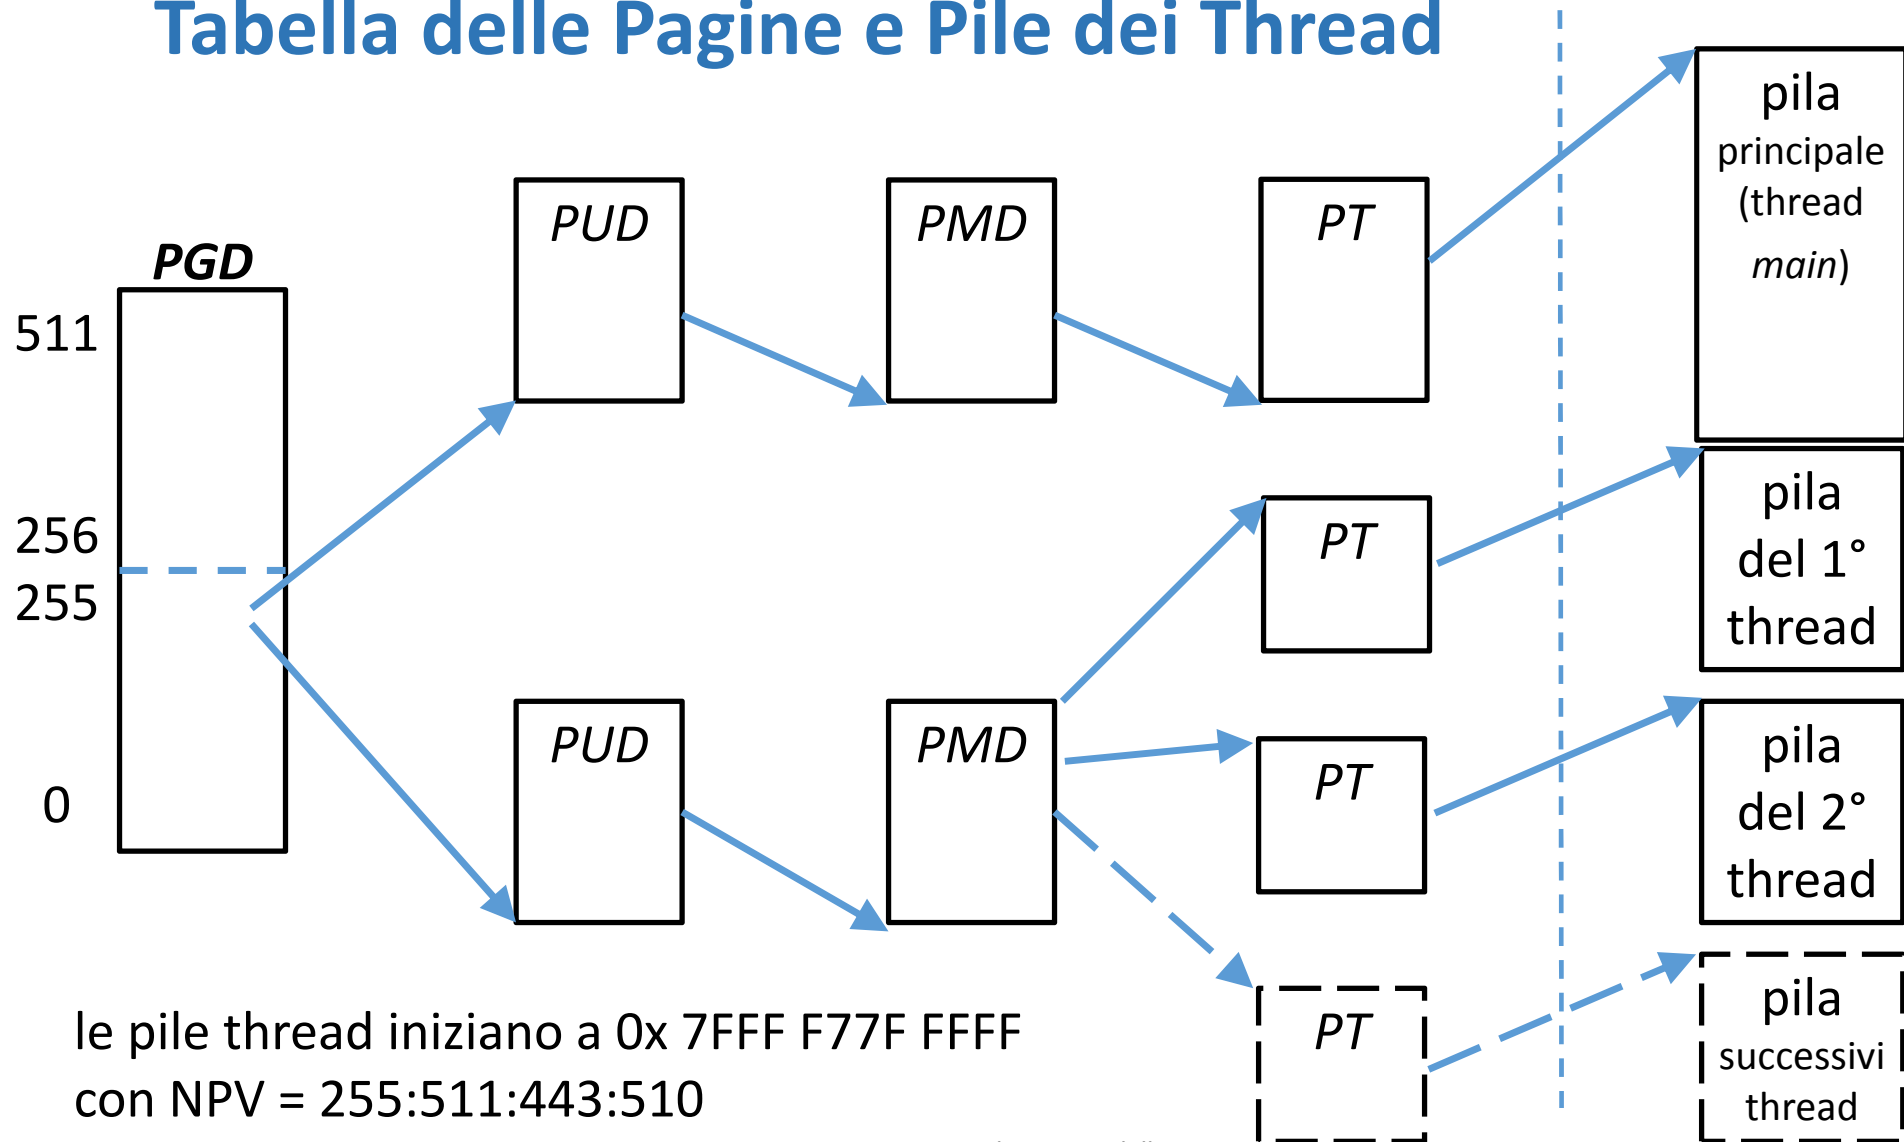 Tabella delle Pagine e Pile dei Thread
PGD
511
256
255
0
PUD
PMD
PT
pila
principale
(thread
main)
PT
pila
del 1°
thread
PUD
PMD
PT
pila
del 2°
thread
PT
pila
successivi
thread
le pile thread iniziano a 0x 7FFF F77F FFFF
con NPV = 255:511:443:510